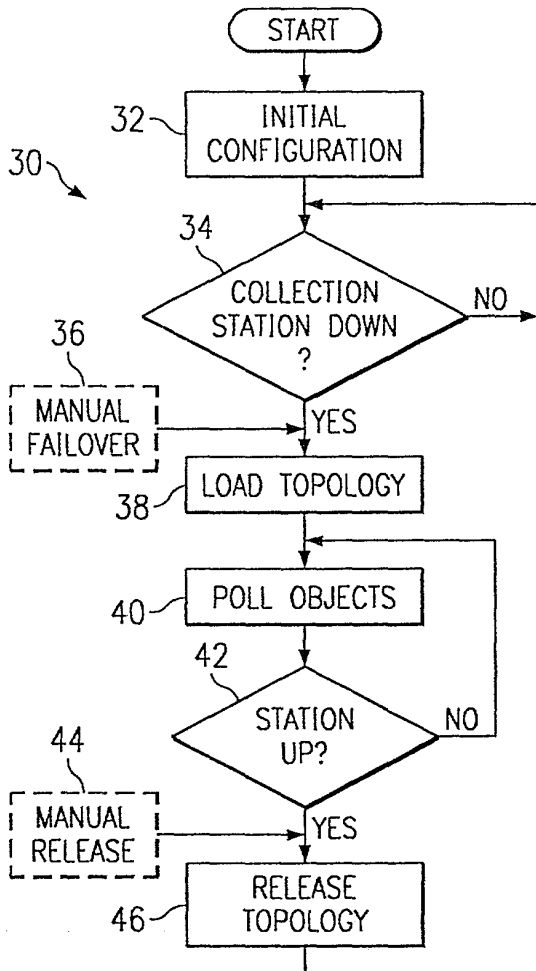 START
32
INITIAL
CONFIGURATION
30
34
COLLECTION
STATION DOWN
?
NO
36
MANUAL
FAILOVER
YES
38
LOAD TOPOLOGY
40
POLL OBJECTS
42
STATION
UP?
NO
44
MANUAL
RELEASE
YES
46
RELEASE
TOPOLOGY